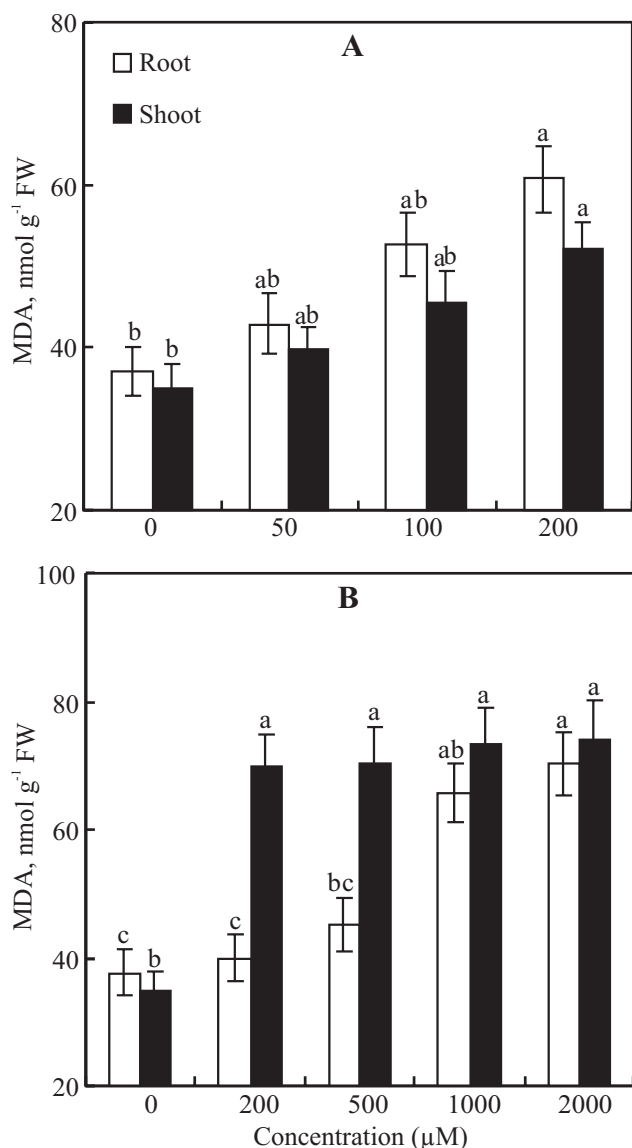 80
A
Root
Shoot
a
a
ab
ab
60
ab
ab
b b
40
20
0 50 100 200
MDA, nmol g⁻¹ FW
100
B
80
a a a a a
ab
60
bc
c b c
40
20
0 200 500 1000 2000
MDA, nmol g⁻¹ FW
Concentration (µM)